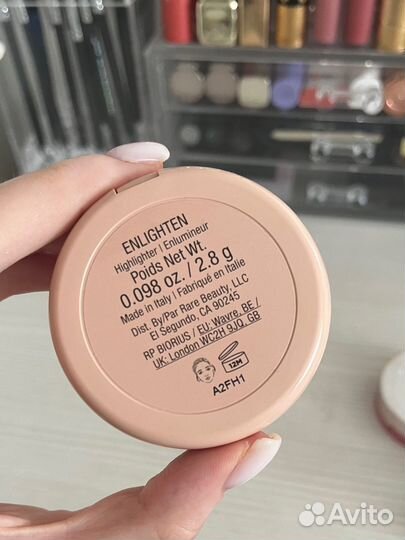 ENLIGHTEN
Highlighter | Enlumineur
Poids Net Wt.
0.098 oz. / 2.8 g
Made in Italy | Fabriqué en Italie
Dist. By/Par Rare Beauty, LLC
El Segundo, CA 90245
RP BIORIUS / EU: Wavre, BE /
UK: London WC2H 9JQ, GB
12M
A2FH1
Avito